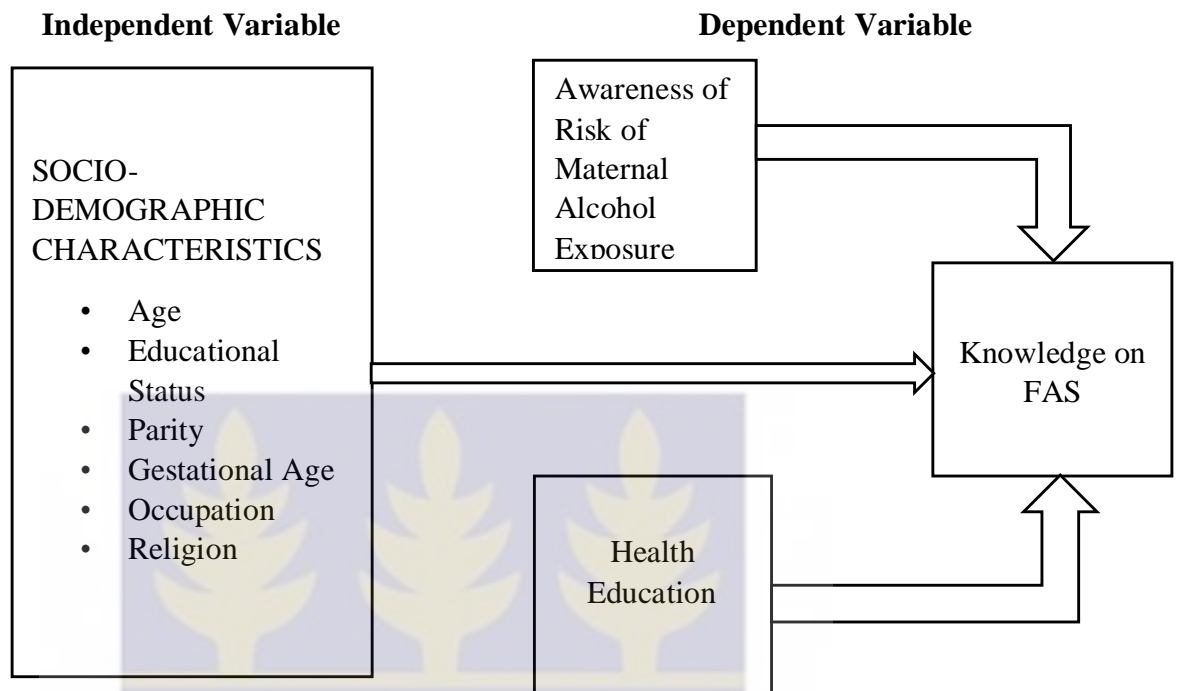 Independent Variable
Dependent Variable
SOCIO-
DEMOGRAPHIC
CHARACTERISTICS
• Age
• Educational
Status
• Parity
• Gestational Age
• Occupation
• Religion
Awareness of
Risk of
Maternal
Alcohol
Exposure
Knowledge on
FAS
Health
Education